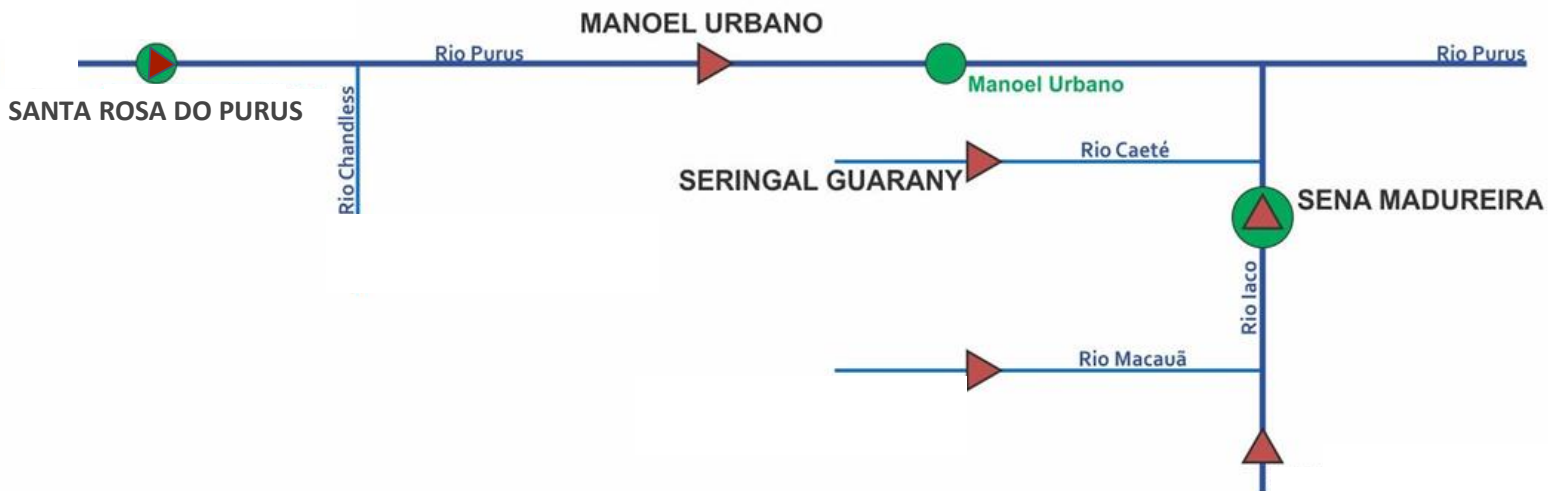 MANOEL URBANO
Rio Purus
Rio Purus
Manoel Urbano
SANTA ROSA DO PURUS
Rio Chandless
Rio Caeté
SERINGAL GUARANY
SENA MADUREIRA
Rio Iaco
Rio Macauã